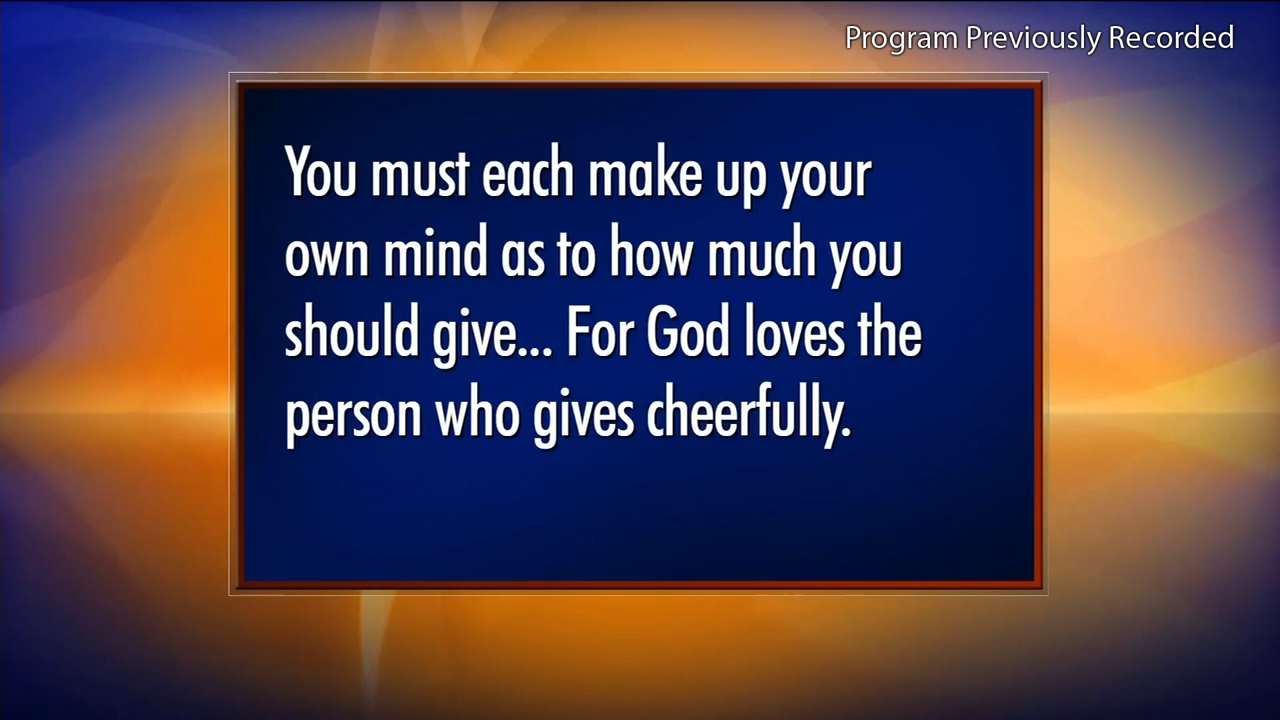 Program Previously Recorded
You must each make up your
own mind as to how much you
should give... For God loves the
person who gives cheerfully.